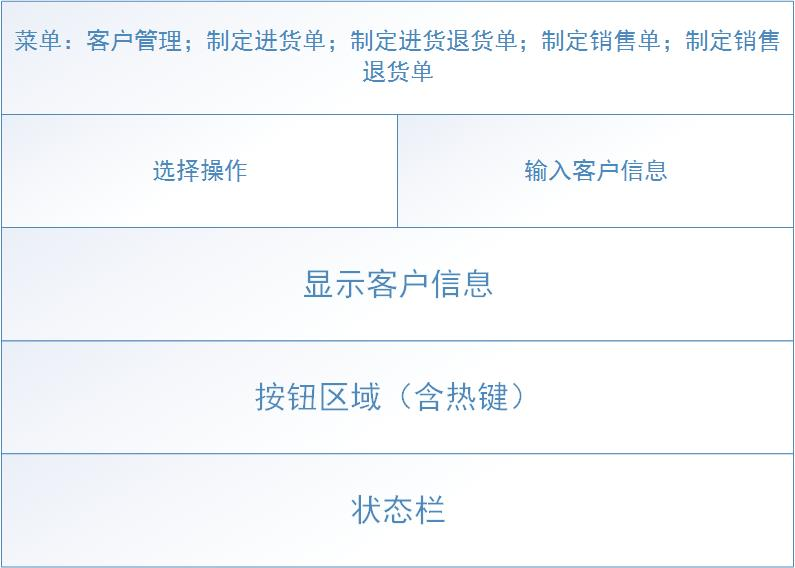 菜单：客户管理；制定进货单；制定进货退货单；制定销售单；制定销售
退货单
选择操作
输入客户信息
显示客户信息
按钮区域（含热键）
状态栏